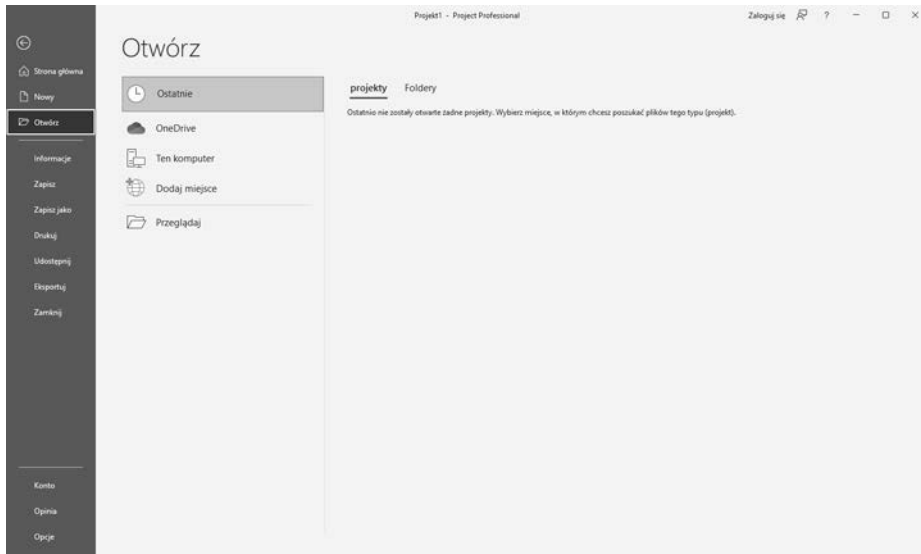 Projekt1 - Project Professional
Zaloguj się
?
Otwórz
Strona główna
Nowy
Otwórz
Informacje
Zapisz
Zapisz jako
Drukuj
Udostępnij
Eksportuj
Zamknij
Konto
Opinia
Opcje
Ostatnie
OneDrive
Ten komputer
Dodaj miejsce
Przeglądaj
projekty Foldery
Ostatnio nie zostały otwarte żadne projekty. Wybierz miejsce, w którym chcesz poszukać plików tego typu (projekt).